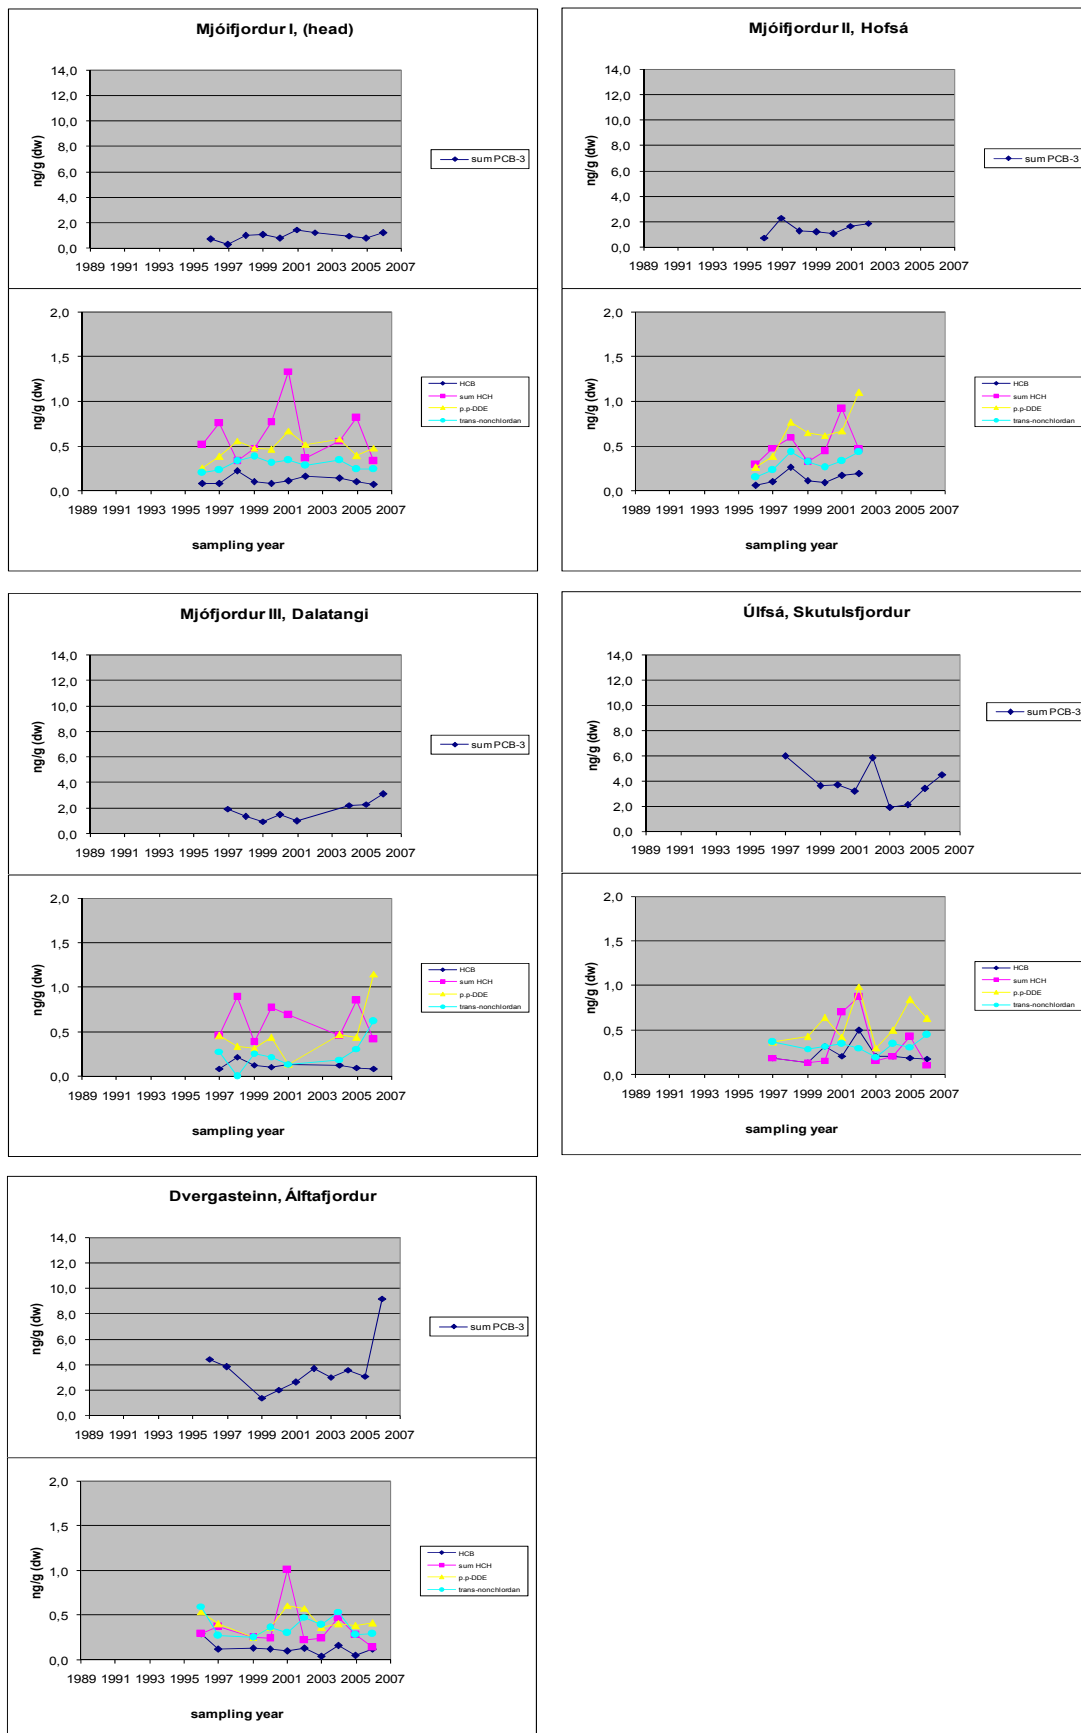 Mjóifjordur I, (head)
14,0
12,0
10,0
8,0
6,0
4,0
2,0
0,0
ng/g (dw)
1989 1991 1993 1995 1997 1999 2001 2003 2005 2007
sum PCB-3
2,0
1,5
1,0
0,5
0,0
ng/g (dw)
1989 1991 1993 1995 1997 1999 2001 2003 2005 2007
sampling year
HCB
sum HCH
p.p-DDE
trans-nonchlordan
Mjóifjordur II, Hofsá
14,0
12,0
10,0
8,0
6,0
4,0
2,0
0,0
ng/g (dw)
1989 1991 1993 1995 1997 1999 2001 2003 2005 2007
sum PCB-3
2,0
1,5
1,0
0,5
0,0
ng/g (dw)
1989 1991 1993 1995 1997 1999 2001 2003 2005 2007
sampling year
HCB
sum HCH
p.p-DDE
trans-nonchlordan
Mjófjordur III, Dalatangi
14,0
12,0
10,0
8,0
6,0
4,0
2,0
0,0
ng/g (dw)
1989 1991 1993 1995 1997 1999 2001 2003 2005 2007
sum PCB-3
2,0
1,5
1,0
0,5
0,0
ng/g (dw)
1989 1991 1993 1995 1997 1999 2001 2003 2005 2007
sampling year
HCB
sum HCH
p.p-DDE
trans-nonchlordan
Úlfsá, Skutulsfjordur
14,0
12,0
10,0
8,0
6,0
4,0
2,0
0,0
ng/g (dw)
1989 1991 1993 1995 1997 1999 2001 2003 2005 2007
sum PCB-3
2,0
1,5
1,0
0,5
0,0
ng/g (dw)
1989 1991 1993 1995 1997 1999 2001 2003 2005 2007
sampling year
HCB
sum HCH
p.p-DDE
trans-nonchlordan
Dvergasteinn, Álftafjordur
14,0
12,0
10,0
8,0
6,0
4,0
2,0
0,0
ng/g (dw)
1989 1991 1993 1995 1997 1999 2001 2003 2005 2007
sum PCB-3
2,0
1,5
1,0
0,5
0,0
ng/g (dw)
1989 1991 1993 1995 1997 1999 2001 2003 2005 2007
sampling year
HCB
sum HCH
p.p-DDE
trans-nonchlordan